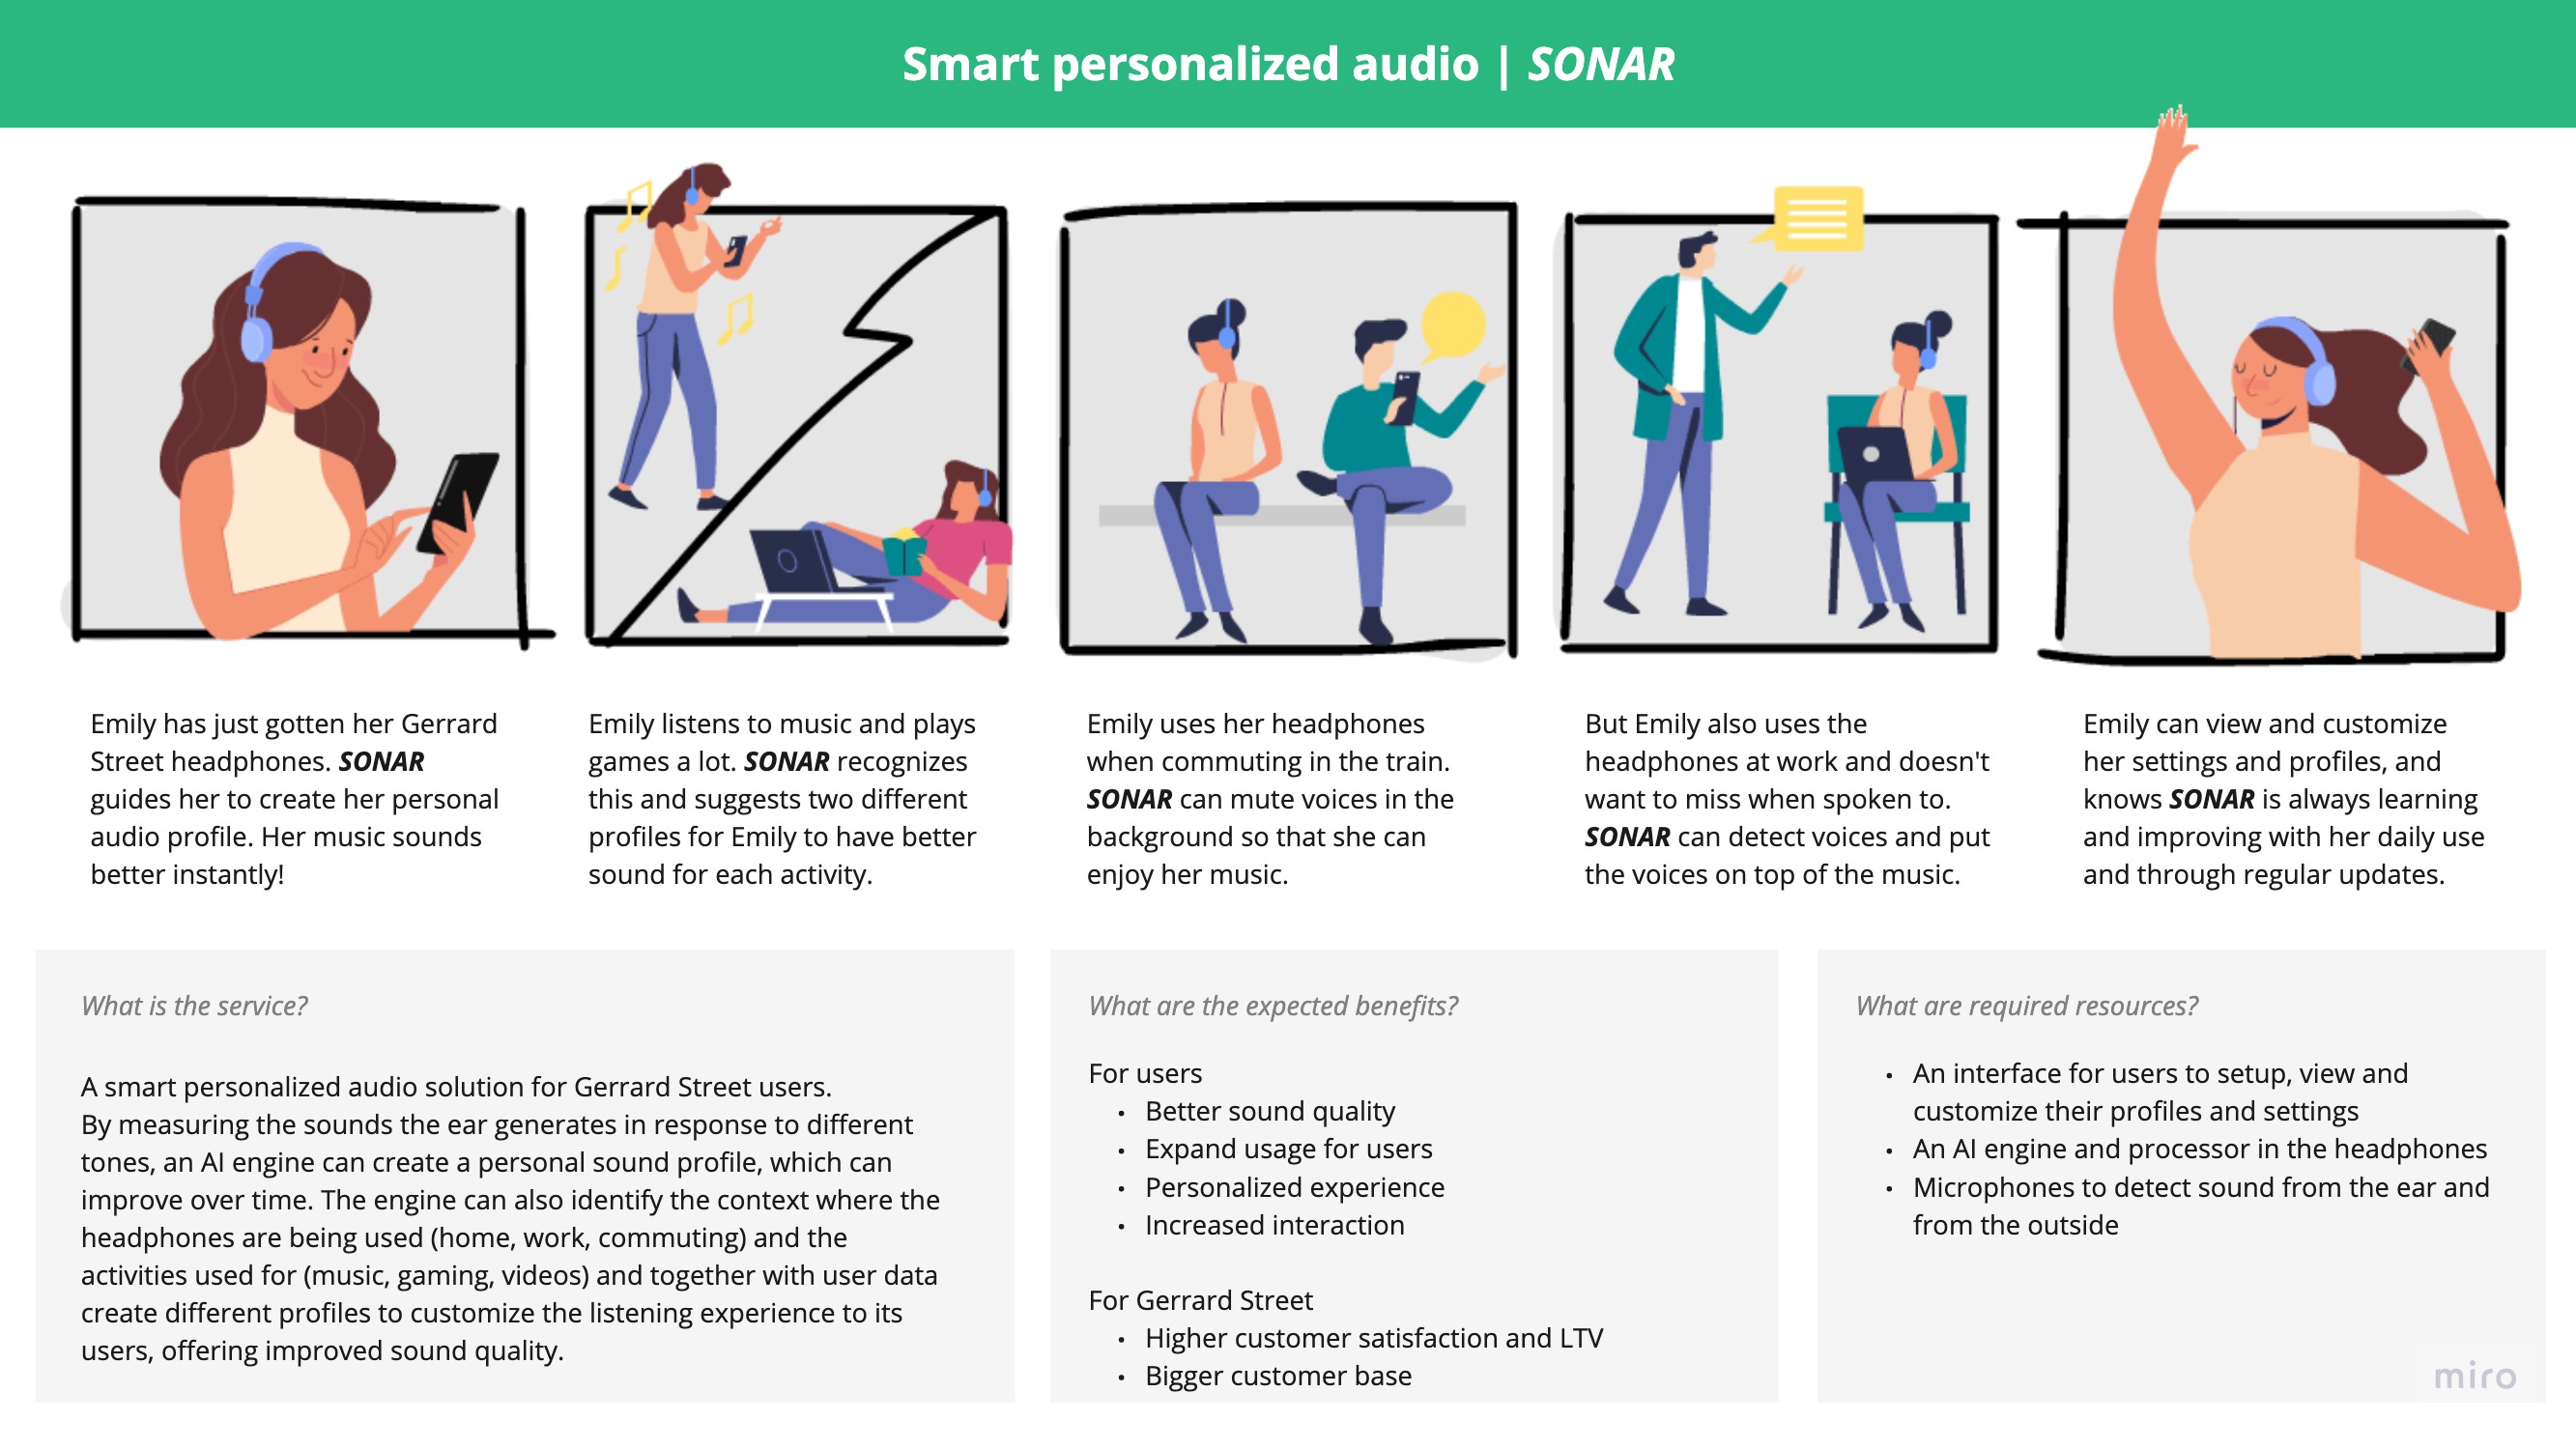 Smart personalized audio | SONAR
Emily has just gotten her Gerrard
Street headphones. SONAR
guides her to create her personal
audio profile. Her music sounds
better instantly!
Emily listens to music and plays
games a lot. SONAR recognizes
this and suggests two different
profiles for Emily to have better
sound for each activity.
Emily uses her headphones
when commuting in the train.
SONAR can mute voices in the
background so that she can
enjoy her music.
But Emily also uses the
headphones at work and doesn't
want to miss when spoken to.
SONAR can detect voices and put
the voices on top of the music.
Emily can view and customize
her settings and profiles, and
knows SONAR is always learning
and improving with her daily use
and through regular updates.
What is the service?
A smart personalized audio solution for Gerrard Street users.
By measuring the sounds the ear generates in response to different
tones, an AI engine can create a personal sound profile, which can
improve over time. The engine can also identify the context where the
headphones are being used (home, work, commuting) and the
activities used for (music, gaming, videos) and together with user data
create different profiles to customize the listening experience to its
users, offering improved sound quality.
What are the expected benefits?
For users
• Better sound quality
• Expand usage for users
• Personalized experience
• Increased interaction
For Gerrard Street
• Higher customer satisfaction and LTV
• Bigger customer base
What are required resources?
• An interface for users to setup, view and
customize their profiles and settings
• An AI engine and processor in the headphones
• Microphones to detect sound from the ear and
from the outside
miro